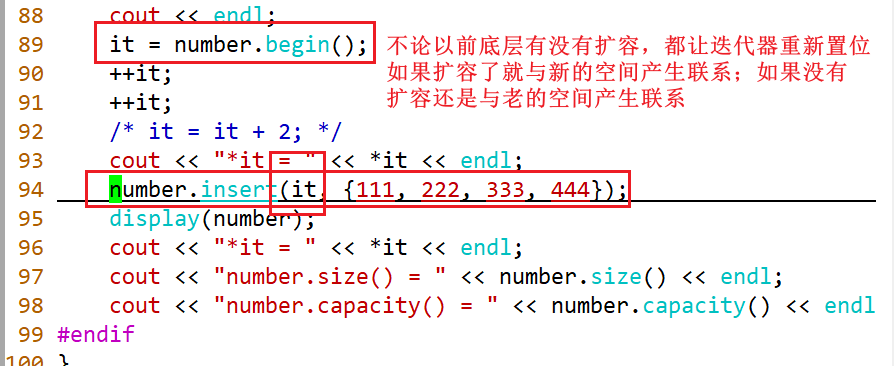 88 cout << endl;
89 it = number.begin(); 不论以前底层有没有扩容，都让迭代器重新置位
90 ++it; 如果扩容了就与新的空间产生联系；如果没有
91 ++it; 扩容还是与老的空间产生联系
92 /* it = it + 2; */
93 cout << "*it = " << *it << endl;
94 number.insert(it, {111, 222, 333, 444});
95 display(number);
96 cout << "*it = " << *it << endl;
97 cout << "number.size() = " << number.size() << endl;
98 cout << "number.capacity() = " << number.capacity() << endl
99 #endif
100 }